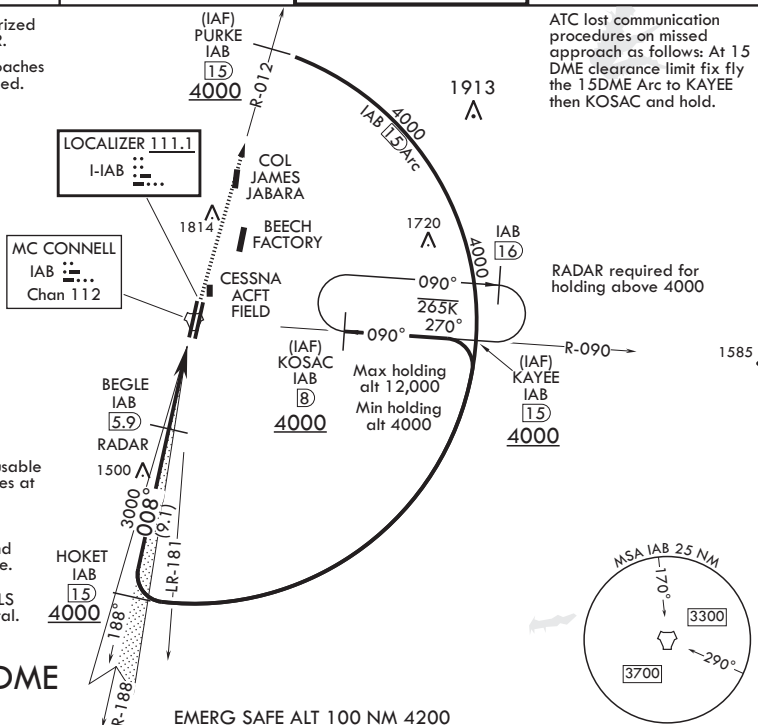 rized
R.
oaches
ed.
(IAF)
PURKE
IAB
15
4000
R-012
ATC lost communication
procedures on missed
approach as follows: At 15
DME clearance limit fix fly
the 15DME Arc to KAYEE
then KOSAC and hold.
1913
4000
IAB 15 Arc
LOCALIZER 111.1
I-IAB
COL
JAMES
JABARA
1814
BEECH
FACTORY
1720
4000
IAB
16
MC CONNELL
IAB
Chan 112
CESSNA
ACFT
FIELD
090°
265K
270°
090°
RADAR required for
holding above 4000
R-090
1585
(IAF)
KOSAC
IAB
8
4000
Max holding
alt 12,000
Min holding
alt 4000
(IAF)
KAYEE
IAB
15
4000
BEGLE
IAB
5.9
RADAR
1500
usable
es at
3000
008°
(9.1)
nd
e.
LS
al.
HOKET
IAB
15
4000
LR-181
188°
R-188
DME
MSA IAB 25 NM
170°
3300
290°
3700
EMERG SAFE ALT 100 NM 4200